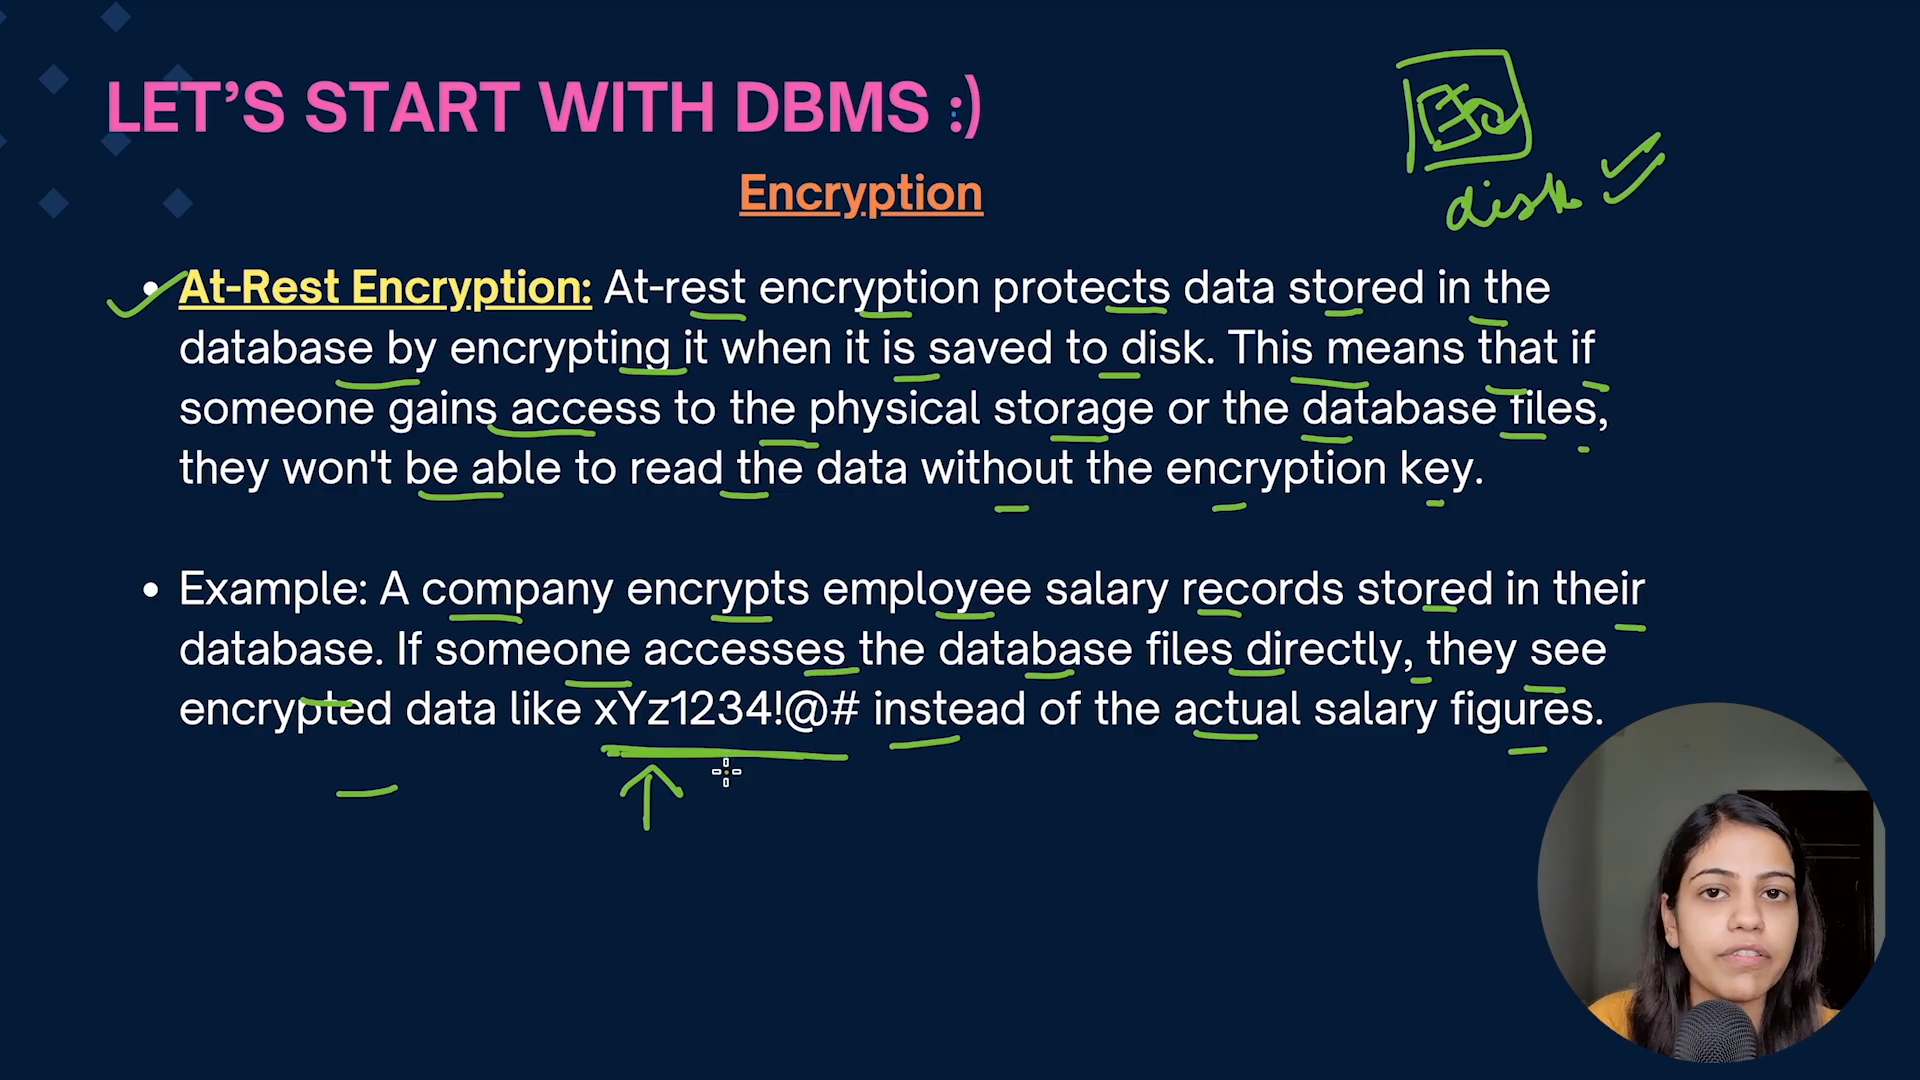 LET'S START WITH DBMS :)
disk
Encryption
• At-Rest Encryption: At-rest encryption protects data stored in the
database by encrypting it when it is saved to disk. This means that if
someone gains access to the physical storage or the database files,
they won't be able to read the data without the encryption key.
• Example: A company encrypts employee salary records stored in their
database. If someone accesses the database files directly, they see
encrypted data like xYz1234!@# instead of the actual salary figures.